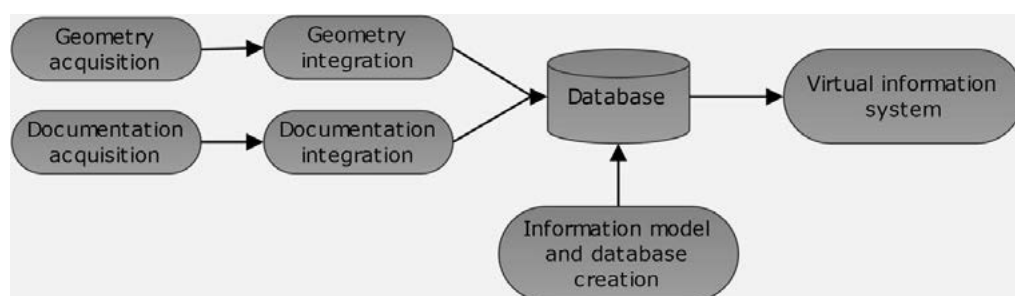 Geometry
acquisition
Geometry
integration
Documentation
acquisition
Documentation
integration
Database
Virtual information
system
Information model
and database
creation